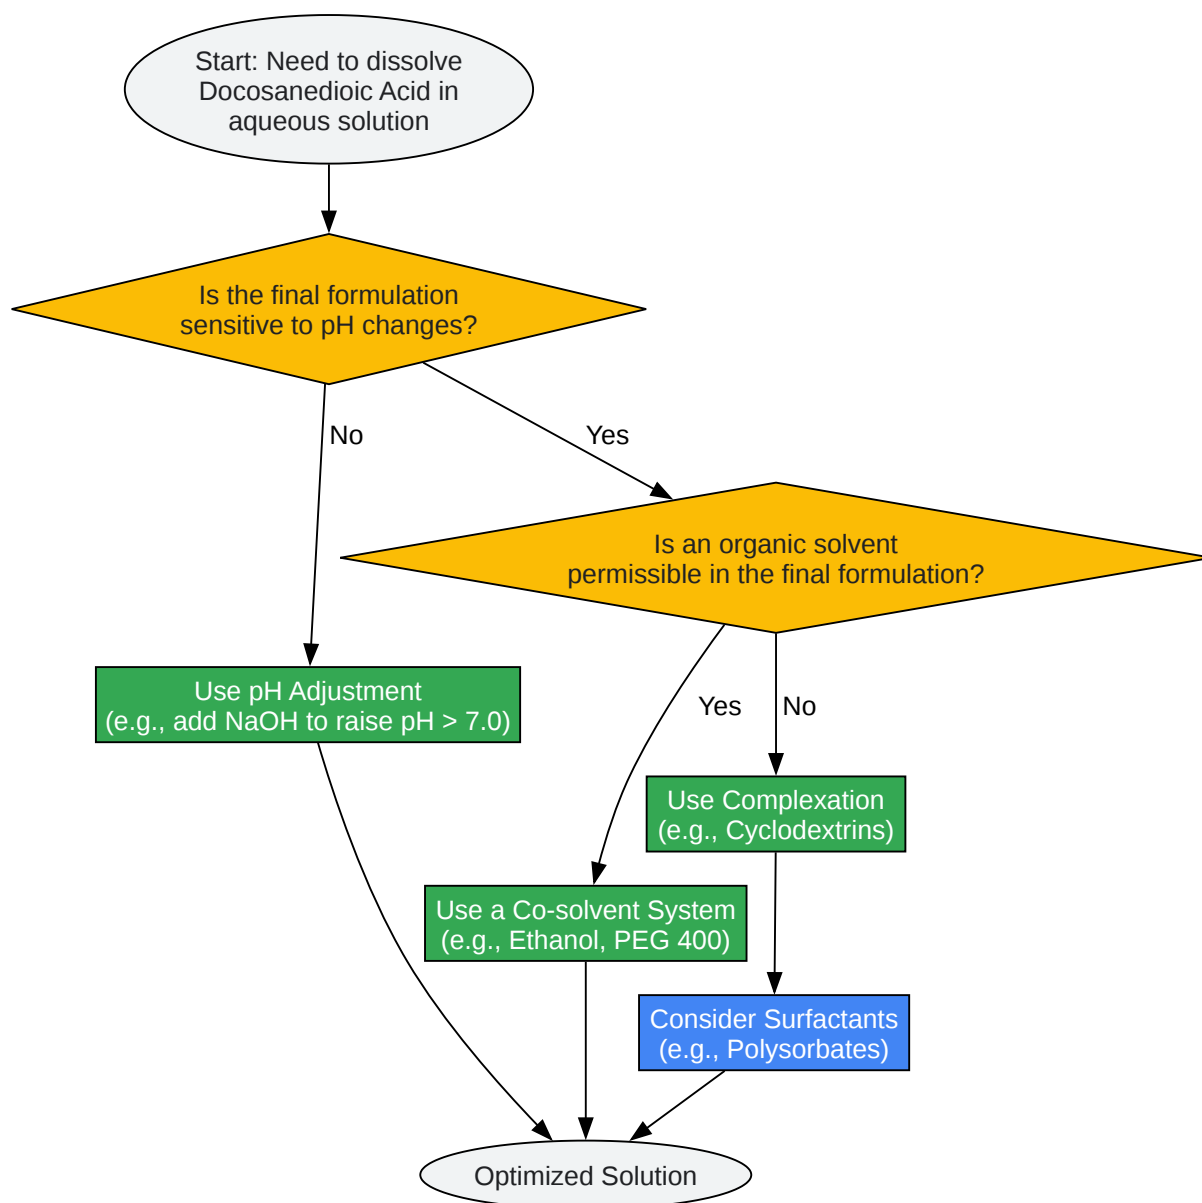 Start: Need to dissolve
Docosanedioic Acid in
aqueous solution
Is the final formulation
sensitive to pH changes?
No
Yes
Is an organic solvent
permissible in the final formulation?
Use pH Adjustment
(e.g., add NaOH to raise pH > 7.0)
Yes
No
Use Complexation
(e.g., Cyclodextrins)
Use a Co-solvent System
(e.g., Ethanol, PEG 400)
Consider Surfactants
(e.g., Polysorbates)
Optimized Solution